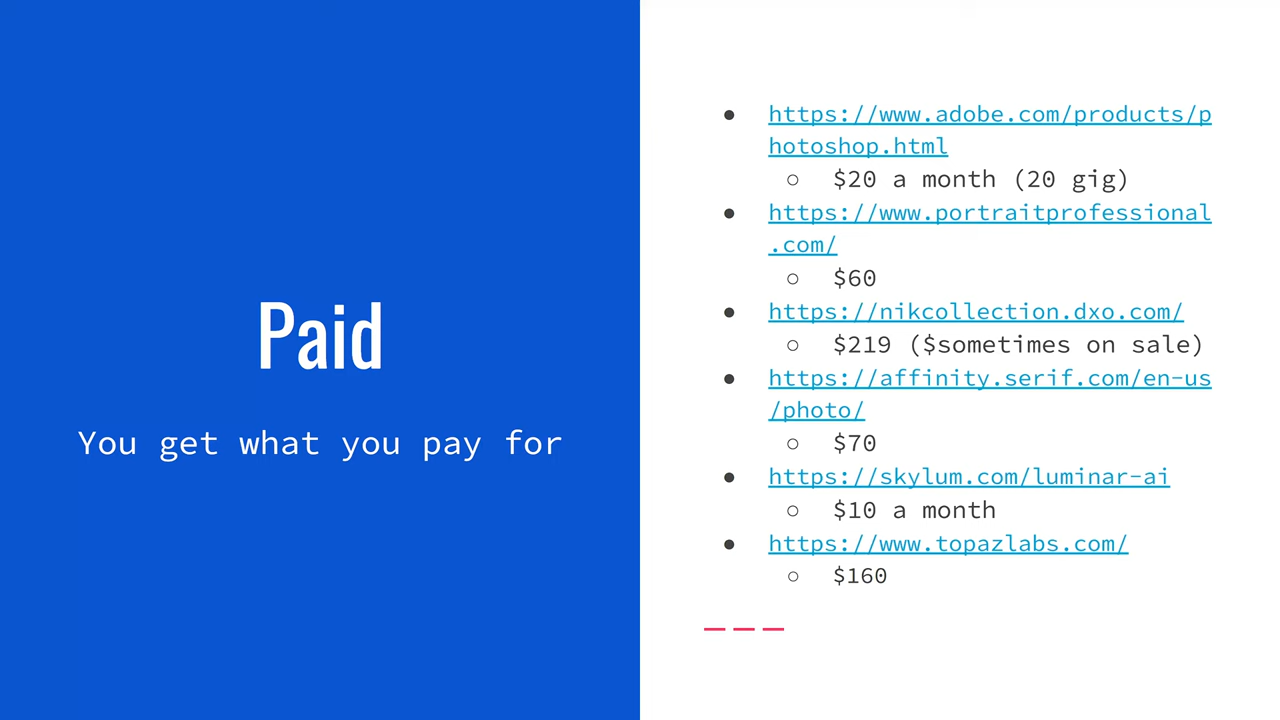 Paid
You get what you pay for
● https://www.adobe.com/products/p
hotoshop.html
○ $20 a month (20 gig)
● https://www.portraitprofessional
.com/
○ $60
● https://nikcollection.dxo.com/
○ $219 ($sometimes on sale)
● https://affinity.serif.com/en-us
/photo/
○ $70
● https://skylum.com/luminar-ai
○ $10 a month
● https://www.topazlabs.com/
○ $160